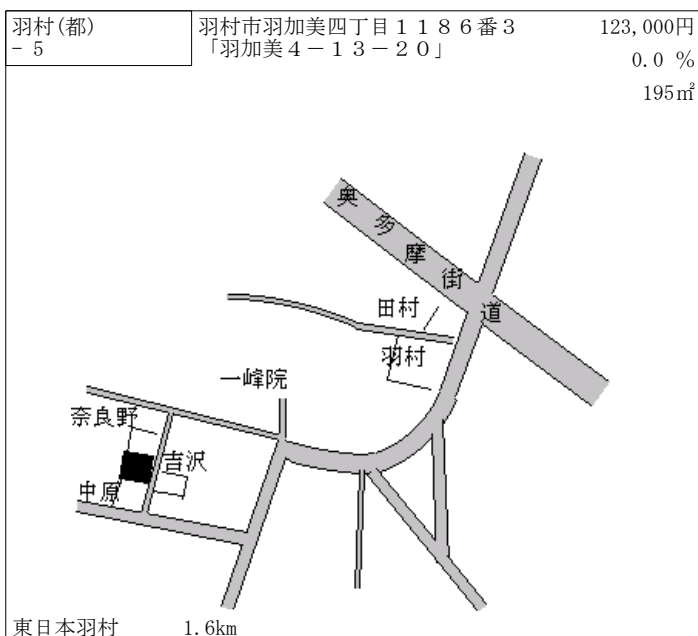 羽村(都)
- 5
羽村市羽加美四丁目１１８６番３
「羽加美４－１３－２０」
123,000円
0.0 %
195㎡
奥多摩街道
田村
羽村
一峰院
奈良野
吉沢
中原
東日本羽村 1.6km